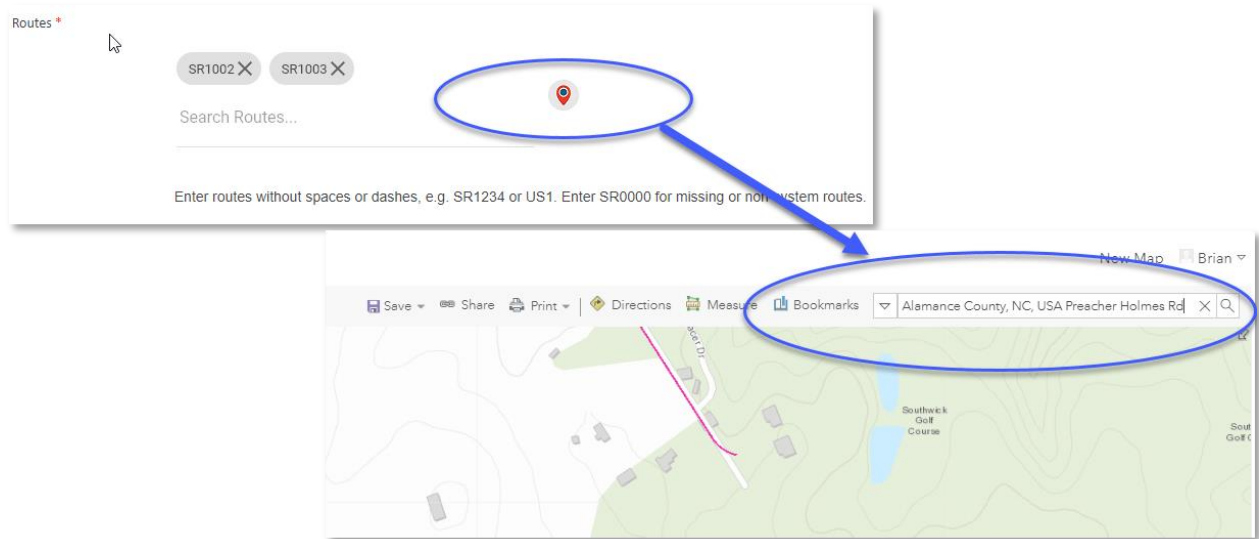 Routes *
SR1002 SR1003
Search Routes...
Enter routes without spaces or dashes, e.g. SR1234 or US1. Enter SR0000 for missing or non system routes.
New Map Brian
Save Share Print Directions Measure Bookmarks Alamance County, NC, USA Preacher Holmes Rd
Southwick
Golf
Course